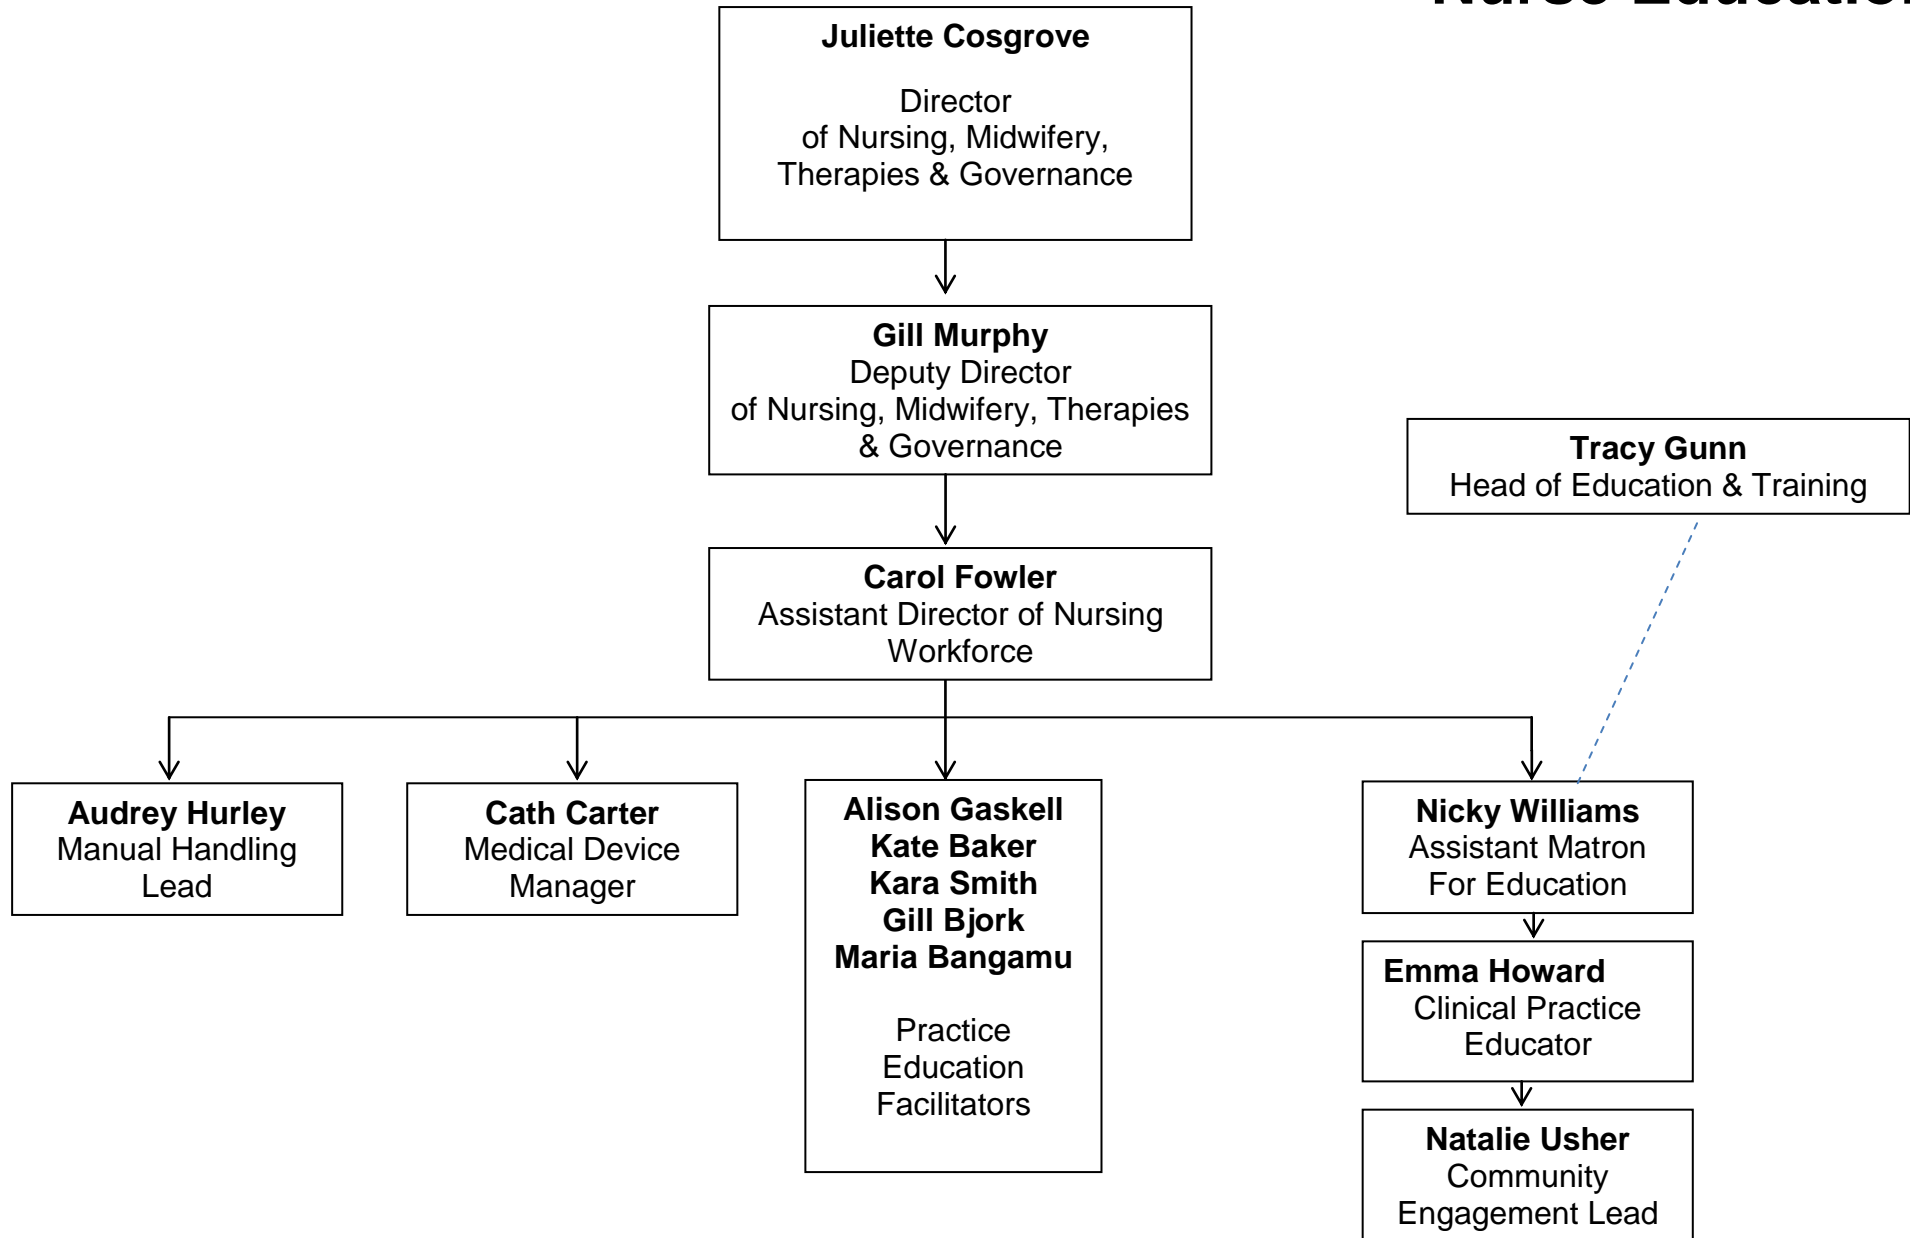 Nurse Education
Juliette Cosgrove
Director
of Nursing, Midwifery,
Therapies & Governance
Gill Murphy
Deputy Director
of Nursing, Midwifery, Therapies
& Governance
Tracy Gunn
Head of Education & Training
Carol Fowler
Assistant Director of Nursing
Workforce
Audrey Hurley
Manual Handling
Lead
Cath Carter
Medical Device
Manager
Alison Gaskell
Kate Baker
Kara Smith
Gill Bjork
Maria Bangamu
Practice
Education
Facilitators
Nicky Williams
Assistant Matron
For Education
Emma Howard
Clinical Practice
Educator
Natalie Usher
Community
Engagement Lead